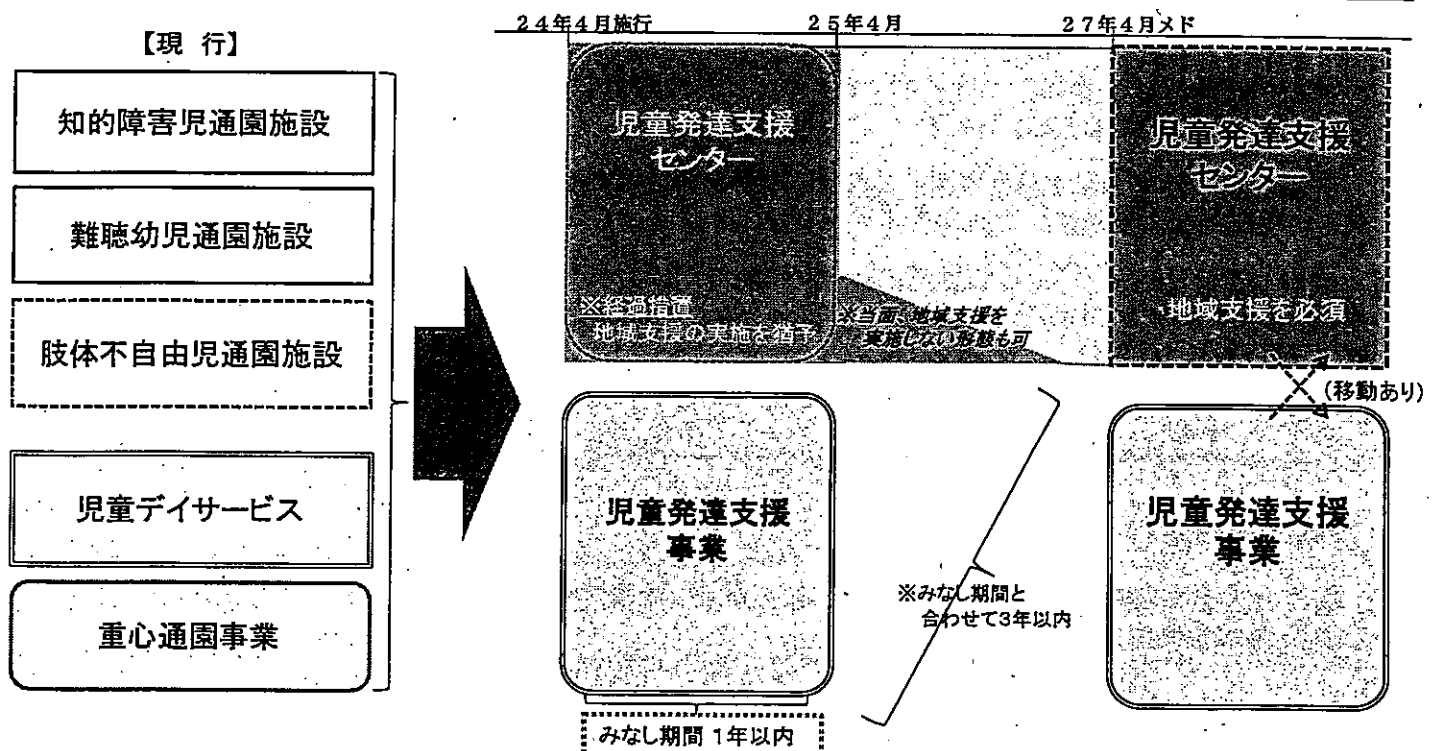 24年4月施行
25年4月
27年4月メド
【現 行】
知的障害児通園施設
難聴幼児通園施設
肢体不自由児通園施設
児童デイサービス
重心通園事業
児童発達支援
センター
※経過措置
地域支援の実施を猶予
※当面、地域支援を
実施しない形態も可
児童発達支援
センター
地域支援を必須
(移動あり)
児童発達支援
事業
みなし期間 1年以内
※みなし期間と
合わせて3年以内
児童発達支援
事業